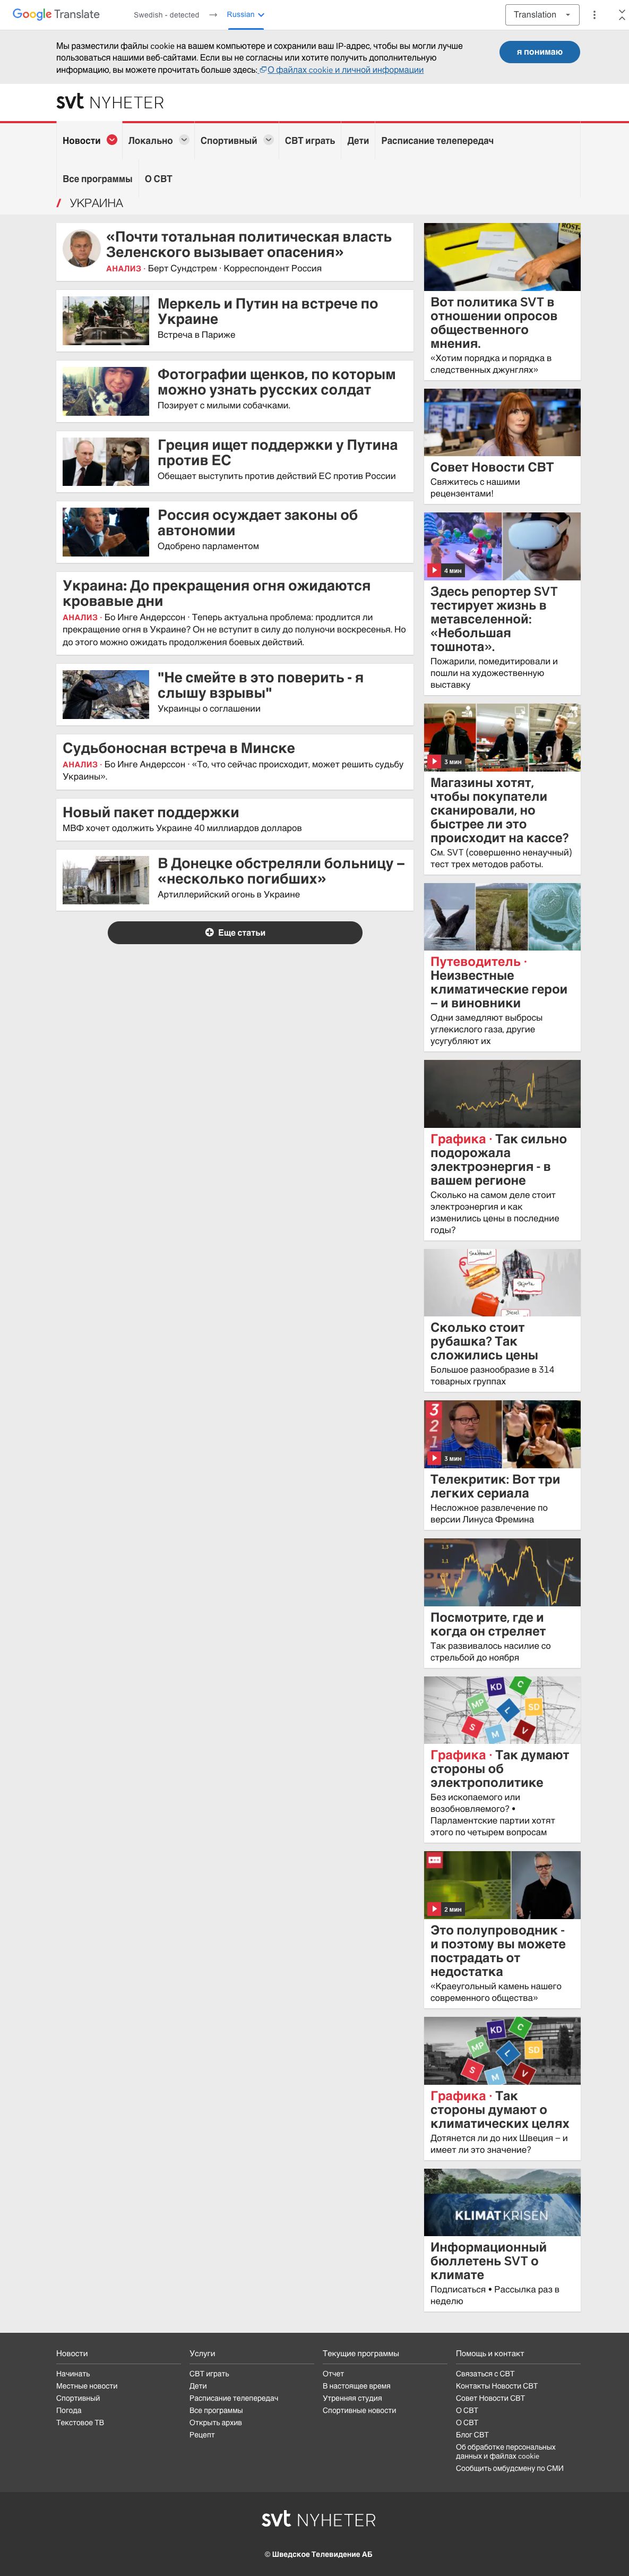 Google Translate
Swedish - detected
→
Russian
Translation
Мы разместили файлы cookie на вашем компьютере и сохранили ваш IP-адрес, чтобы вы могли лучше
пользоваться нашими веб-сайтами. Если вы не согласны или хотите получить дополнительную
информацию, вы можете прочитать больше здесь: О файлах cookie и личной информации
я понимаю
svt NYHETER
Новости
Локально
Спортивный
СВТ играть
Дети
Расписание телепередач
Все программы
О СВТ
/ УКРАИНА
«Почти тотальная политическая власть
Зеленского вызывает опасения»
АНАЛИЗ · Берт Сундстрем · Корреспондент Россия
Меркель и Путин на встрече по
Украине
Встреча в Париже
Фотографии щенков, по которым
можно узнать русских солдат
Позирует с милыми собачками.
Греция ищет поддержки у Путина
против ЕС
Обещает выступить против действий ЕС против России
Россия осуждает законы об
автономии
Одобрено парламентом
Украина: До прекращения огня ожидаются
кровавые дни
АНАЛИЗ · Бо Инге Андерссон · Теперь актуальна проблема: продлится ли
прекращение огня в Украине? Он не вступит в силу до полуночи воскресенья. Но
до этого можно ожидать продолжения боевых действий.
"Не смейте в это поверить - я
слышу взрывы"
Украинцы о соглашении
Судьбоносная встреча в Минске
АНАЛИЗ · Бо Инге Андерссон · «То, что сейчас происходит, может решить судьбу
Украины».
Новый пакет поддержки
МВФ хочет одолжить Украине 40 миллиардов долларов
В Донецке обстреляли больницу –
«несколько погибших»
Артиллерийский огонь в Украине
Еще статьи
Вот политика SVT в
отношении опросов
общественного
мнения.
«Хотим порядка и порядка в
следственных джунглях»
Совет Новости СВТ
Свяжитесь с нашими
рецензентами!
4 мин
Здесь репортер SVT
тестирует жизнь в
метавселенной:
«Небольшая
тошнота».
Пожарили, помедитировали и
пошли на художественную
выставку
3 мин
Магазины хотят,
чтобы покупатели
сканировали, но
быстрее ли это
происходит на кассе?
См. SVT (совершенно ненаучный)
тест трех методов работы.
Путеводитель ·
Неизвестные
климатические герои
– и виновники
Одни замедляют выбросы
углекислого газа, другие
усугубляют их
Графика · Так сильно
подорожала
электроэнергия - в
вашем регионе
Сколько на самом деле стоит
электроэнергия и как
изменились цены в последние
годы?
Skjorta
Diesel
Сколько стоит
рубашка? Так
сложились цены
Большое разнообразие в 314
товарных группах
3
2
1
3 мин
Телекритик: Вот три
легких сериала
Несложное развлечение по
версии Линуса Фремина
1,3
1,1
Посмотрите, где и
когда он стреляет
Так развивалось насилие со
стрельбой до ноября
KD C MP L SD S M V
Графика · Так думают
стороны об
электрополитике
Без ископаемого или
возобновляемого? •
Парламентские партии хотят
этого по четырем вопросам
2 мин
Это полупроводник -
и поэтому вы можете
пострадать от
недостатка
«Краеугольный камень нашего
современного общества»
KD C MP L SD S M V
Графика · Так
стороны думают о
климатических целях
Дотянется ли до них Швеция – и
имеет ли это значение?
KLIMATKRISEN
Информационный
бюллетень SVT о
климате
Подписаться • Рассылка раз в
неделю
Новости
Начинать
Местные новости
Спортивный
Погода
Текстовое ТВ
Услуги
СВТ играть
Дети
Расписание телепередач
Все программы
Открыть архив
Рецепт
Текущие программы
Отчет
В настоящее время
Утренняя студия
Спортивные новости
Помощь и контакт
Связаться с СВТ
Контакты Новости СВТ
Совет Новости СВТ
О СВТ
О СВТ
Блог СВТ
Об обработке персональных
данных и файлах cookie
Сообщить омбудсмену по СМИ
svt NYHETER
© Шведское Телевидение АБ